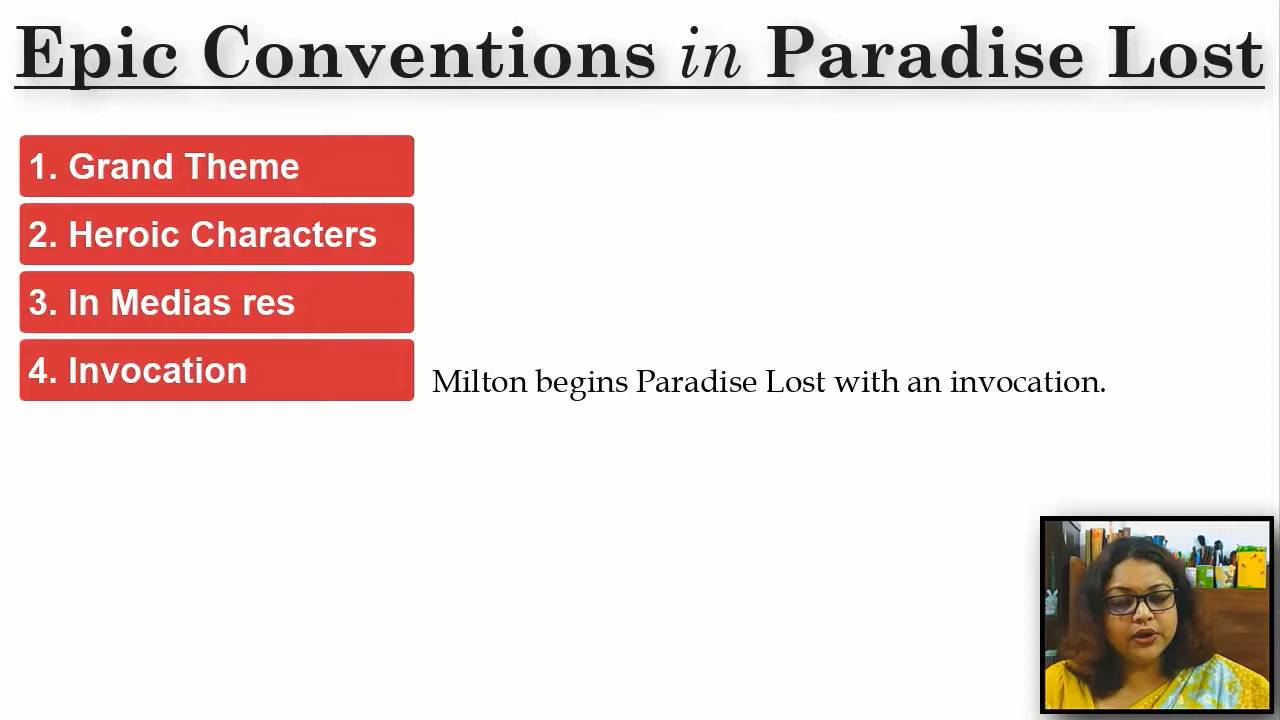 Epic Conventions in Paradise Lost
1. Grand Theme
2. Heroic Characters
3. In Medias res
4. Invocation
Milton begins Paradise Lost with an invocation.